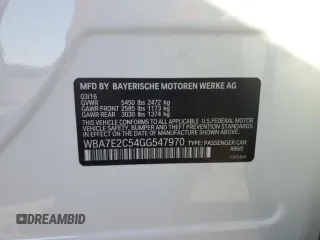 MFD BY BAYERISCHE MOTOREN WERKE AG
03/16
GVWR 5450 lbs 2472 kg
GAWR FRONT 2585 lbs 1173 kg
GAWR REAR 3030 lbs 1374 kg
THIS VEHICLE CONFORMS TO ALL APPLICABLE
U.S. FEDERAL MOTOR VEHICLE SAFETY, BUMPER,
AND THEFT PREVENTION STANDARDS IN EFFECT
ON THE DATE OF MANUFACTURE SHOWN ABOVE.
WBA7E2C54GG547970 TYPE: PASSENGER CAR
DREAMBID